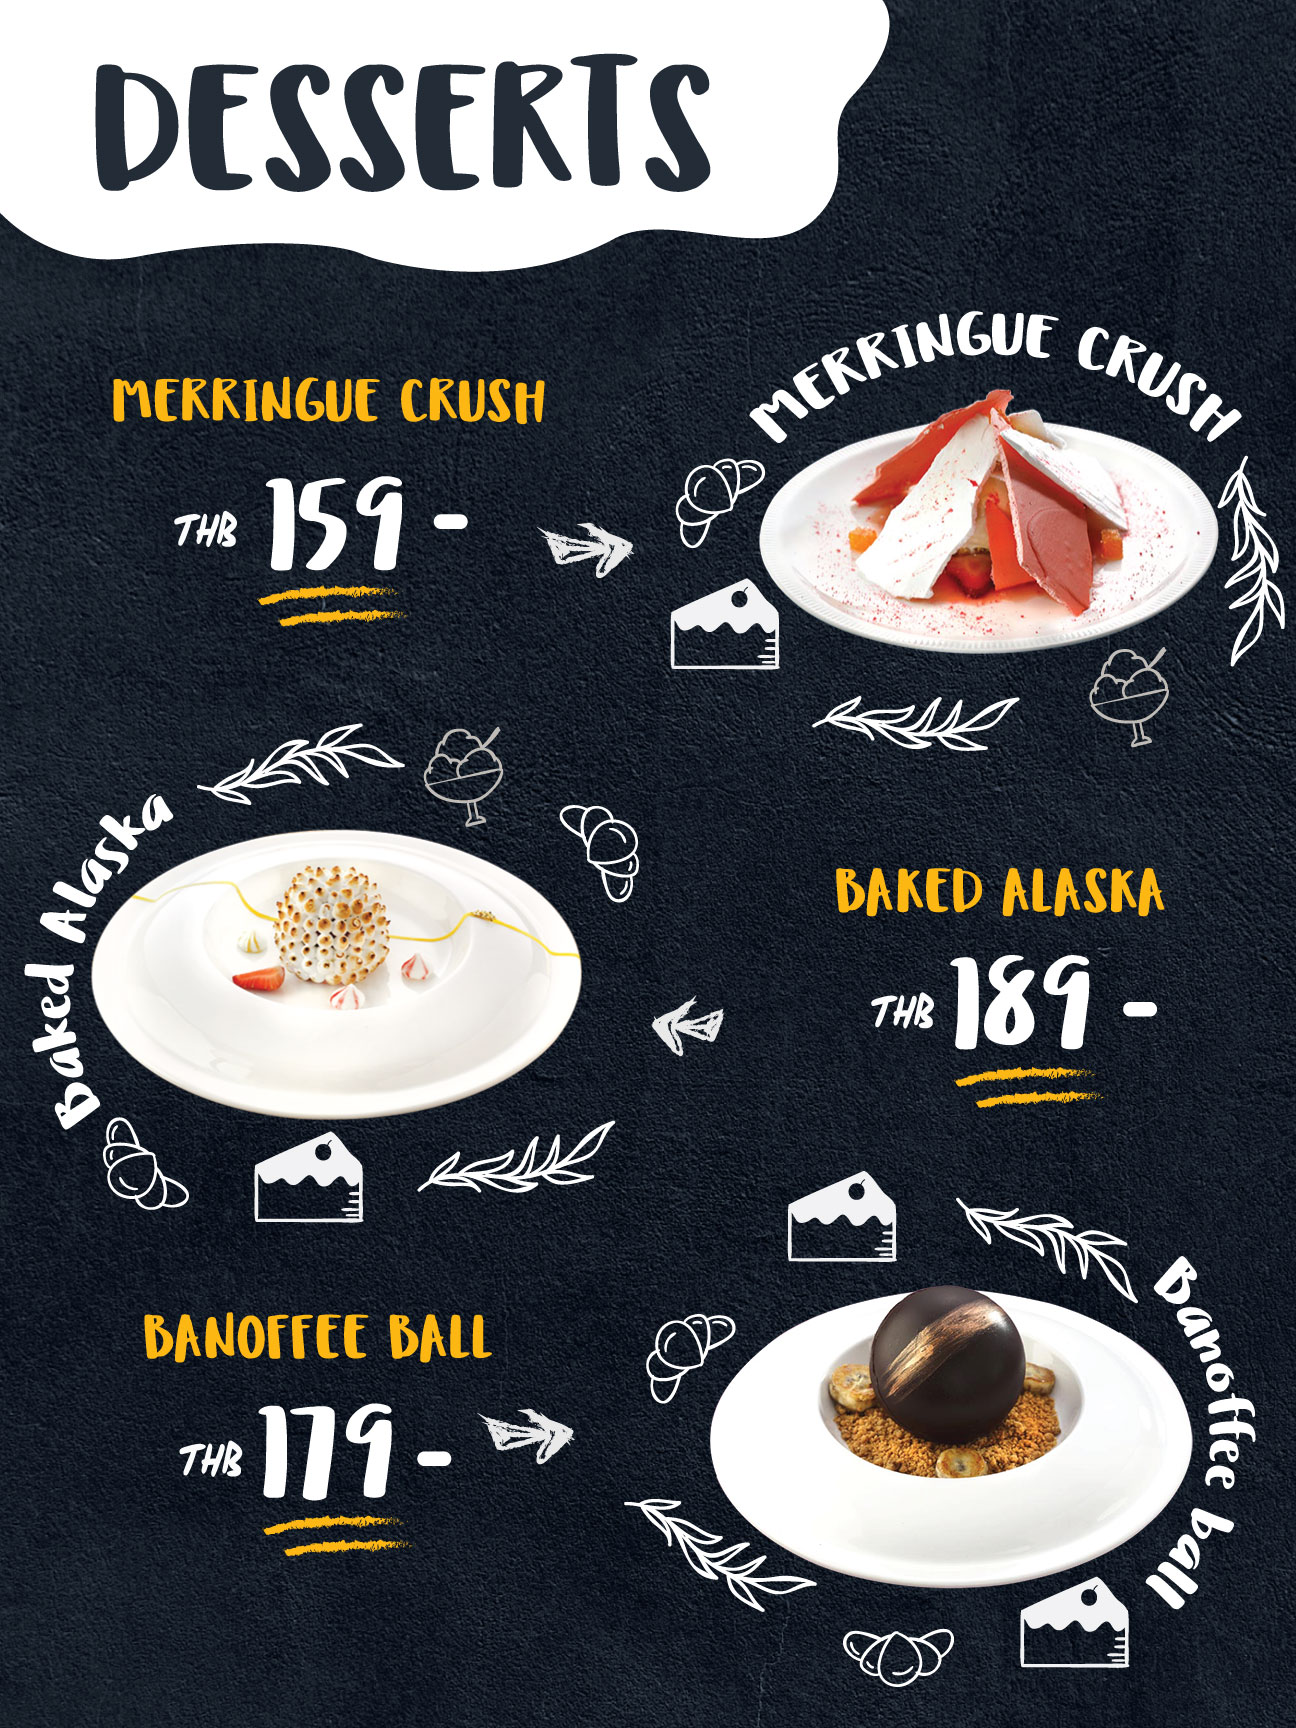 DESSERTS
MERRINGUE CRUSH
MERRINGUE CRUSH
THB 159 -
Baked Alaska
BAKED ALASKA
THB 189 -
BANOFFEE BALL
Banoffee ball
THB 179 -